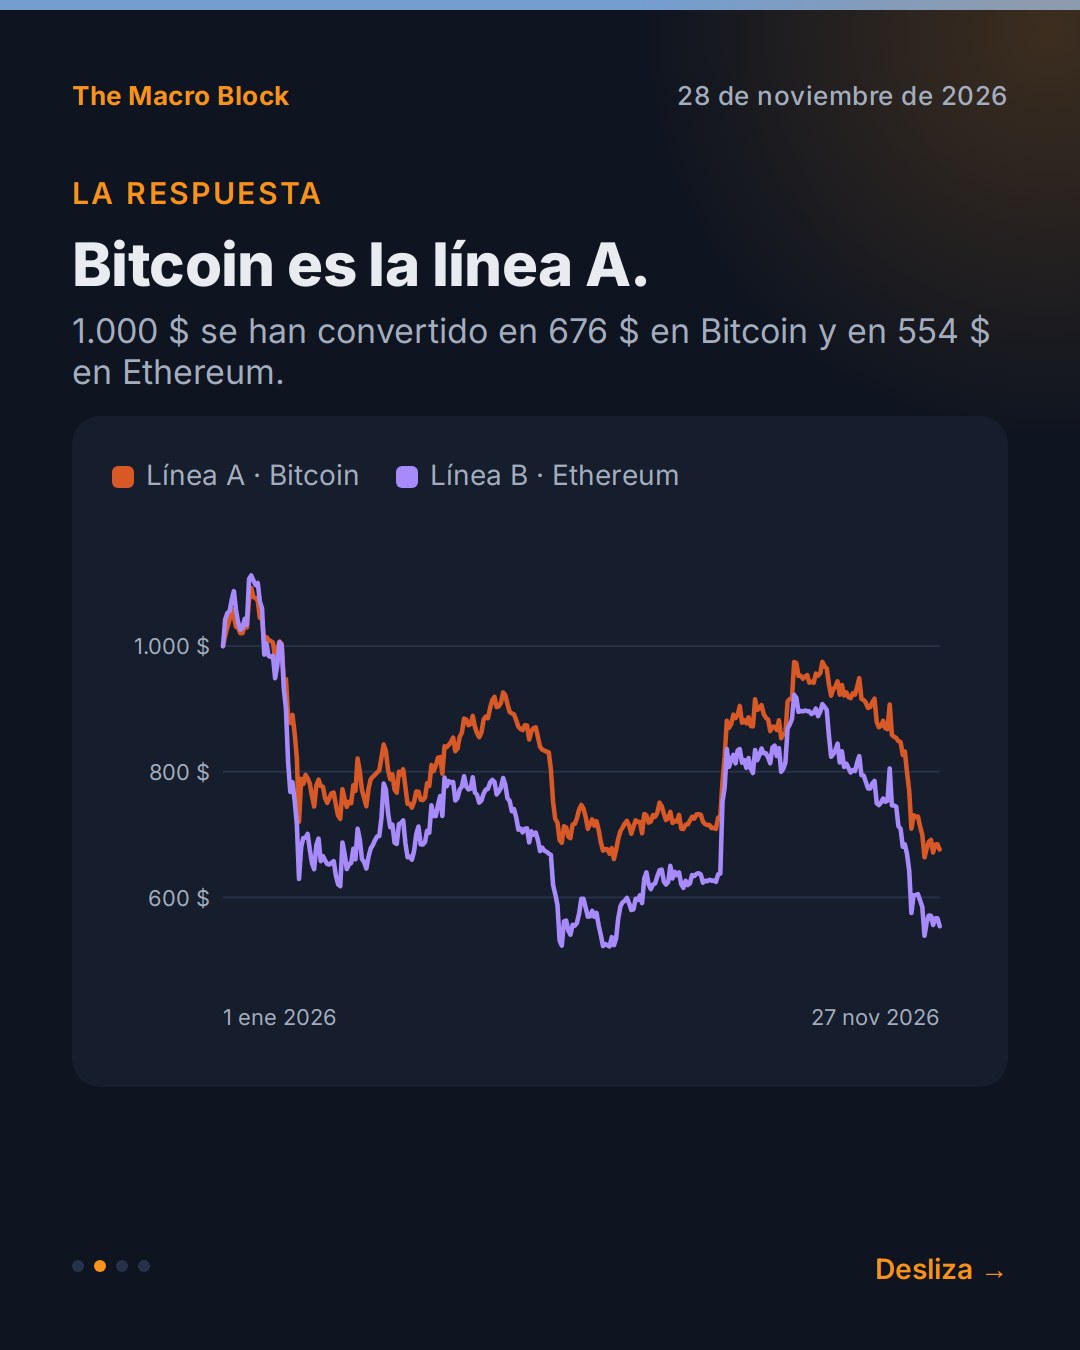 The Macro Block
28 de noviembre de 2026
LA RESPUESTA
Bitcoin es la línea A.
1.000 $ se han convertido en 676 $ en Bitcoin y en 554 $
en Ethereum.
Línea A · Bitcoin
Línea B · Ethereum
1.000 $
800 $
600 $
1 ene 2026
27 nov 2026
Desliza →